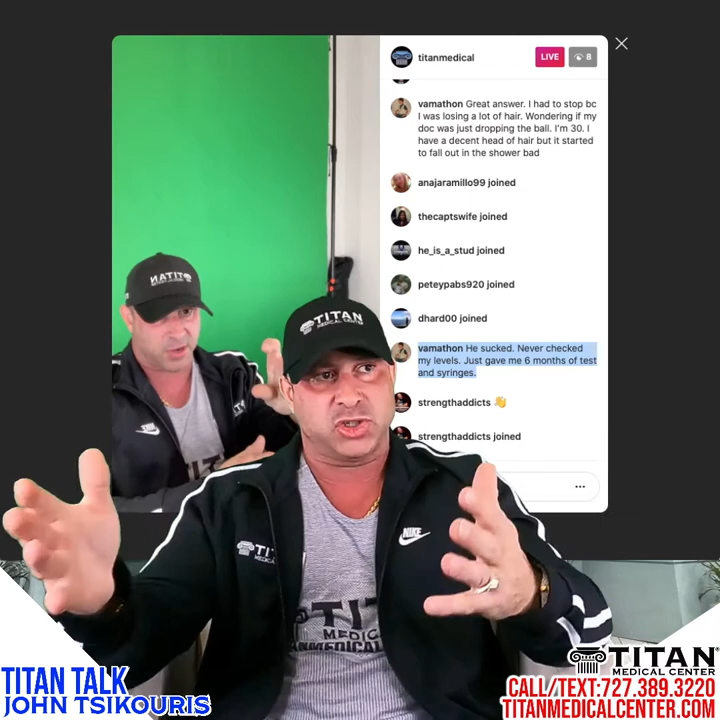 titanmedical
LIVE
8
vamathon Great answer. I had to stop bc
I was losing a lot of hair. Wondering if my
doc was just dropping the ball. I'm 30. I
have a decent head of hair but it started
to fall out in the shower bad
anajaramillo99 joined
thecaptswife joined
he_is_a_stud joined
peteypabs920 joined
dhard00 joined
vamathon He sucked. Never checked
my levels. Just gave me 6 months of test
and syringes.
strengthaddicts 👋
strengthaddicts joined
TITAN
TITAN
MEDICAL CENTER
NIKE
TITAN TALK
JOHN TSIKOURIS
TITAN
MEDICAL CENTER
CALL/TEXT:727.389.3220
TITANMEDICALCENTER.COM